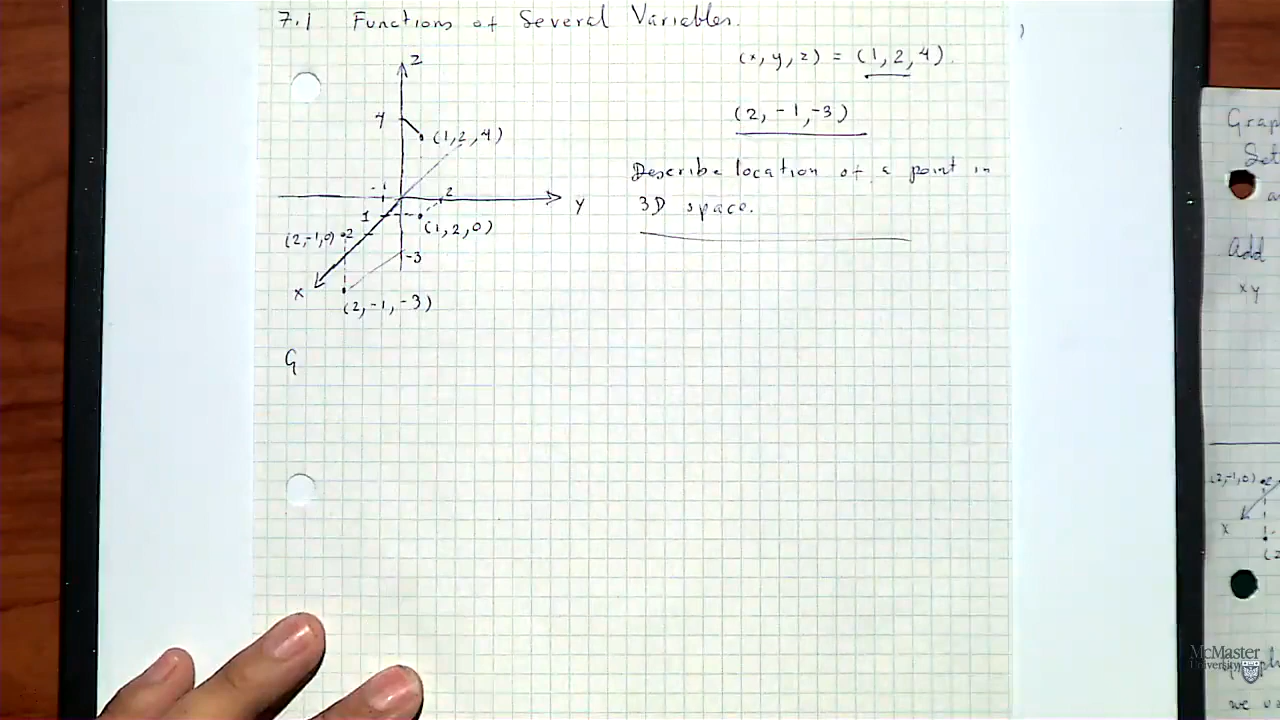 7.1 Functions of Several Variables.
(x, y, z) = (1, 2, 4).
(2, -1, -3)
Describe location of a point in
3D space.
z
4
(1, 2, 4)
-1
2
y
1
(1, 2, 0)
(2, -1, 0)
2
-3
x
(2, -1, -3)
G
Grap
Set
Add
xy
(2, -1, 0)
2
x
we
McMaster
University